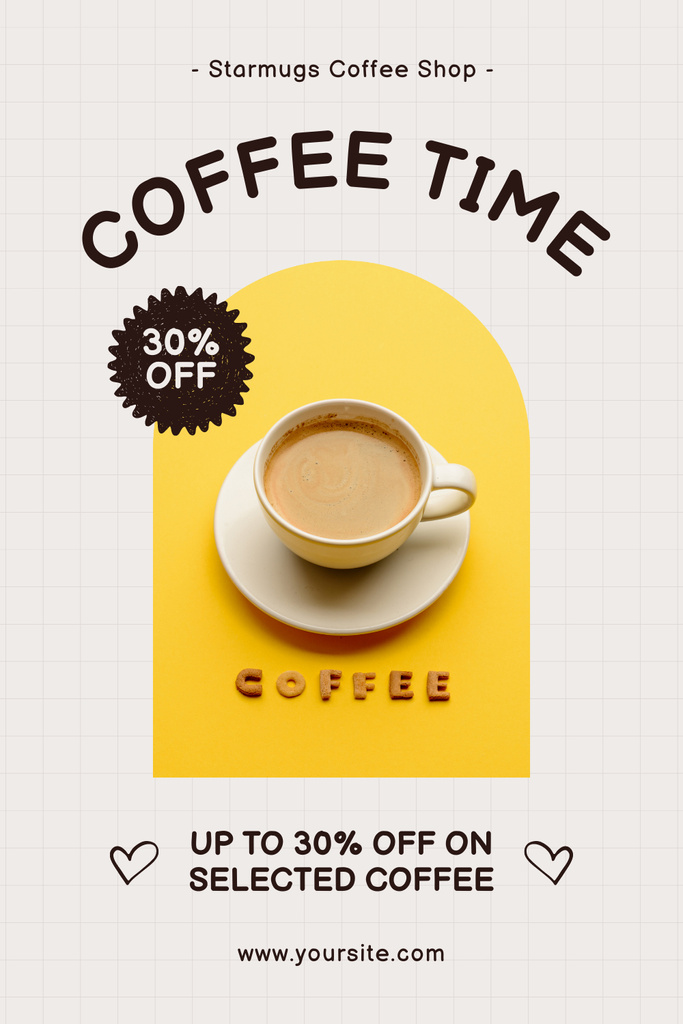 - Starmugs Coffee Shop -
COFFEE TIME
30%
OFF
COFFEE
UP TO 30% OFF ON
SELECTED COFFEE
www.yoursite.com